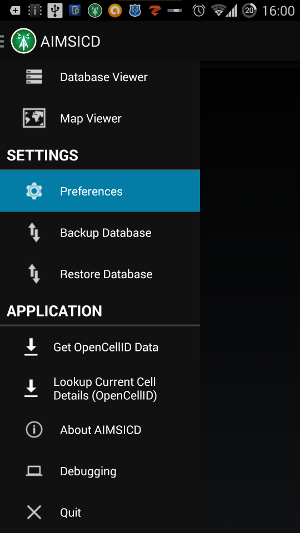 20 16:00
AIMSICD
Database Viewer
Map Viewer
SETTINGS
Preferences
Backup Database
Restore Database
APPLICATION
Get OpenCellID Data
Lookup Current Cell
Details (OpenCellID)
About AIMSICD
Debugging
Quit